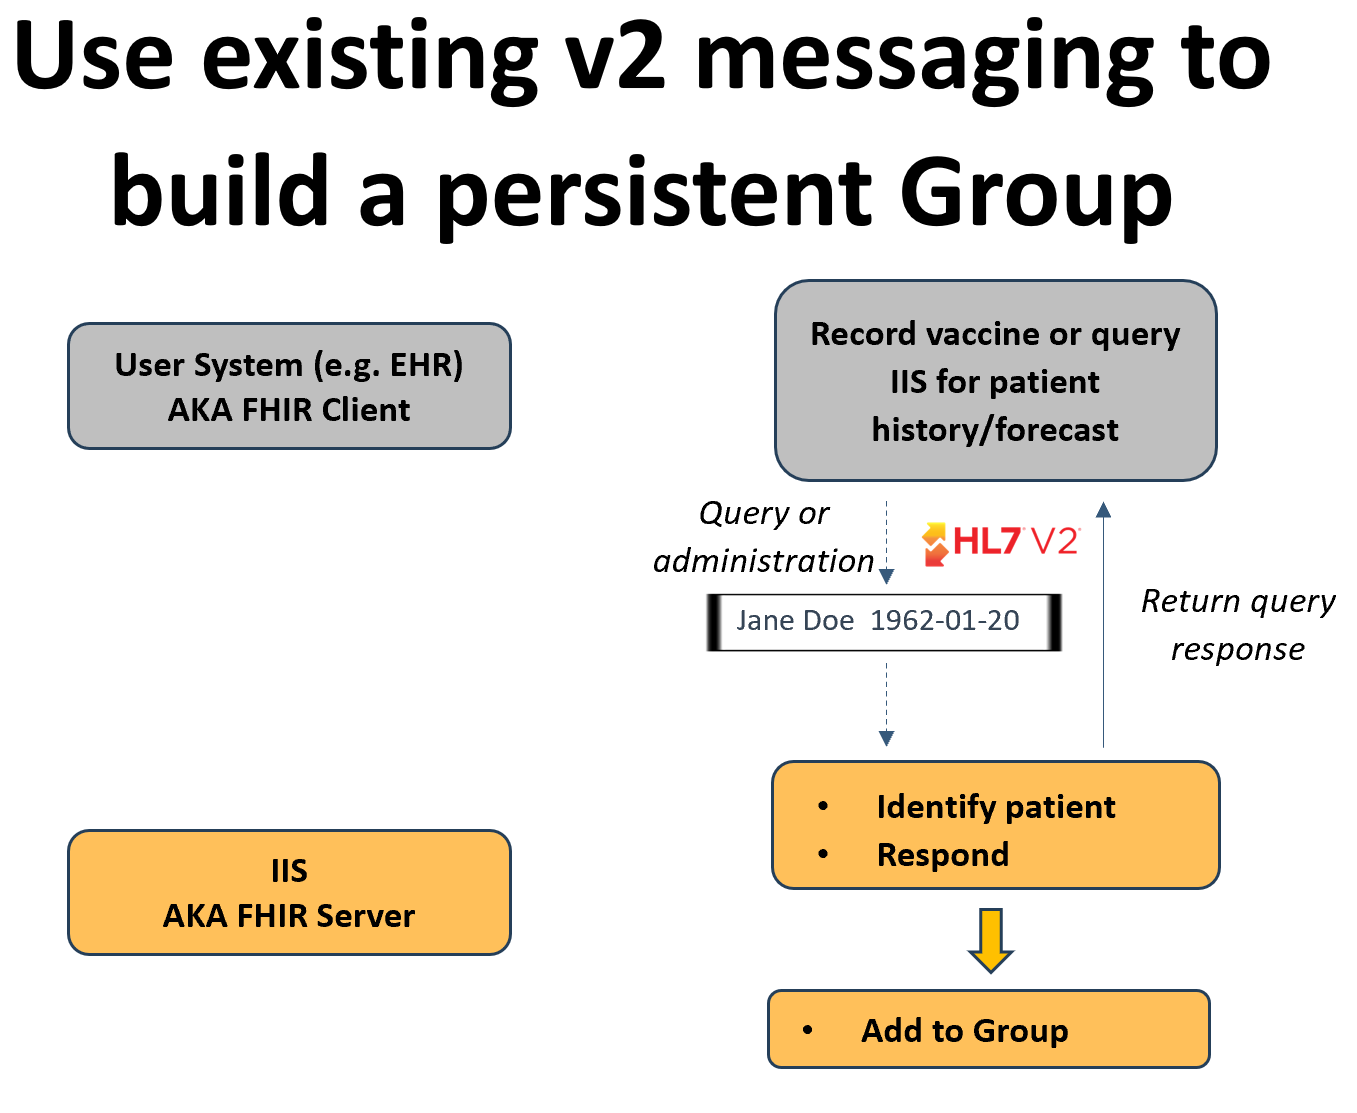 Use existing v2 messaging to
build a persistent Group
User System (e.g. EHR)
AKA FHIR Client
Record vaccine or query
IIS for patient
history/forecast
Query or
administration
HL7 V2
Jane Doe 1962-01-20
Return query
response
• Identify patient
• Respond
IIS
AKA FHIR Server
• Add to Group